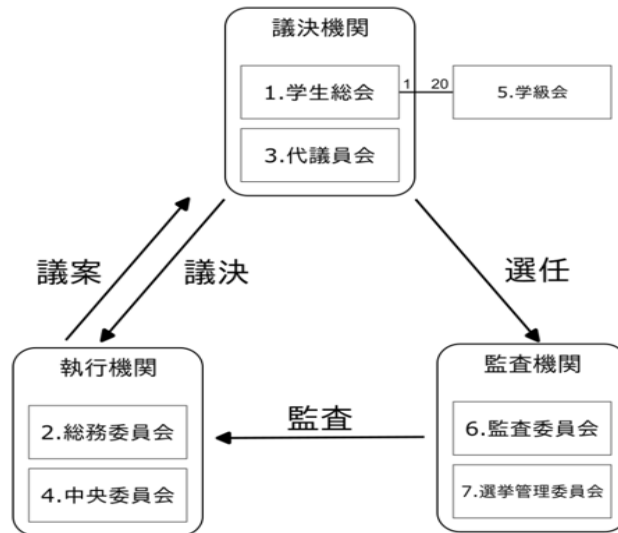 議決機関
1.学生総会
1
20
5.学級会
3.代議員会
議案
議決
選任
執行機関
2.総務委員会
4.中央委員会
監査
監査機関
6.監査委員会
7.選挙管理委員会